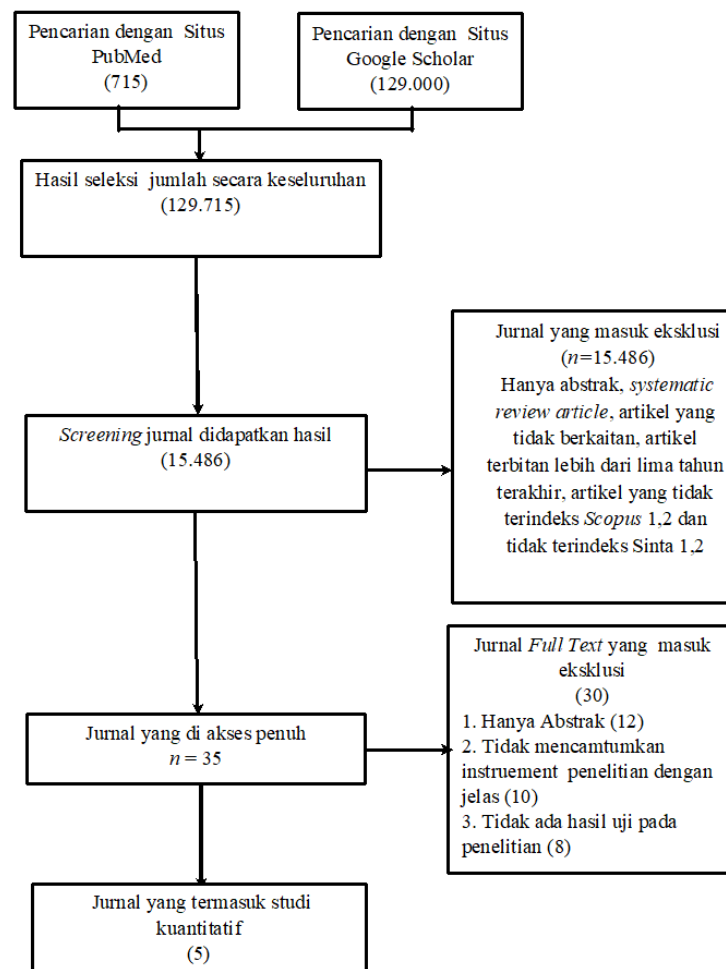 Pencarian dengan Situs
PubMed
(715)
Pencarian dengan Situs
Google Scholar
(129.000)
Hasil seleksi jumlah secara keseluruhan
(129.715)
Screening jurnal didapatkan hasil
(15.486)
Jurnal yang masuk eksklusi
(n=15.486)
Hanya abstrak, systematic
review article, artikel yang
tidak berkaitan, artikel
terbitan lebih dari lima tahun
terakhir, artikel yang tidak
terindeks Scopus 1,2 dan
tidak terindeks Sinta 1,2
Jurnal yang di akses penuh
n = 35
Jurnal Full Text yang masuk
eksklusi
(30)
1. Hanya Abstrak (12)
2. Tidak mencamtumkan
instruement penelitian dengan
jelas (10)
3. Tidak ada hasil uji pada
penelitian (8)
Jurnal yang termasuk studi
kuantitatif
(5)